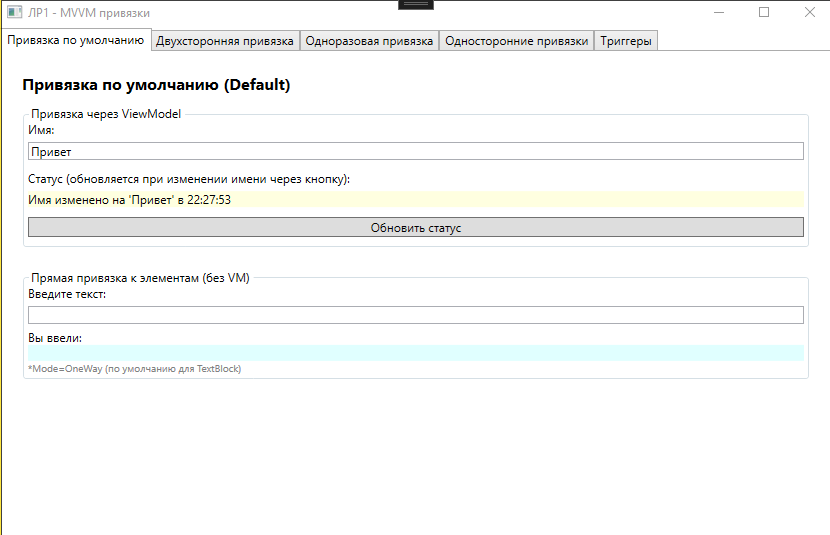 ЛР1 - MVVM привязки
Привязка по умолчанию Двухсторонняя привязка Одноразовая привязка Односторонние привязки Триггеры
Привязка по умолчанию (Default)
Привязка через ViewModel
Имя:
Привет
Статус (обновляется при изменении имени через кнопку):
Имя изменено на 'Привет' в 22:27:53
Обновить статус
Прямая привязка к элементам (без VM)
Введите текст:
Вы ввели:
*Mode=OneWay (по умолчанию для TextBlock)